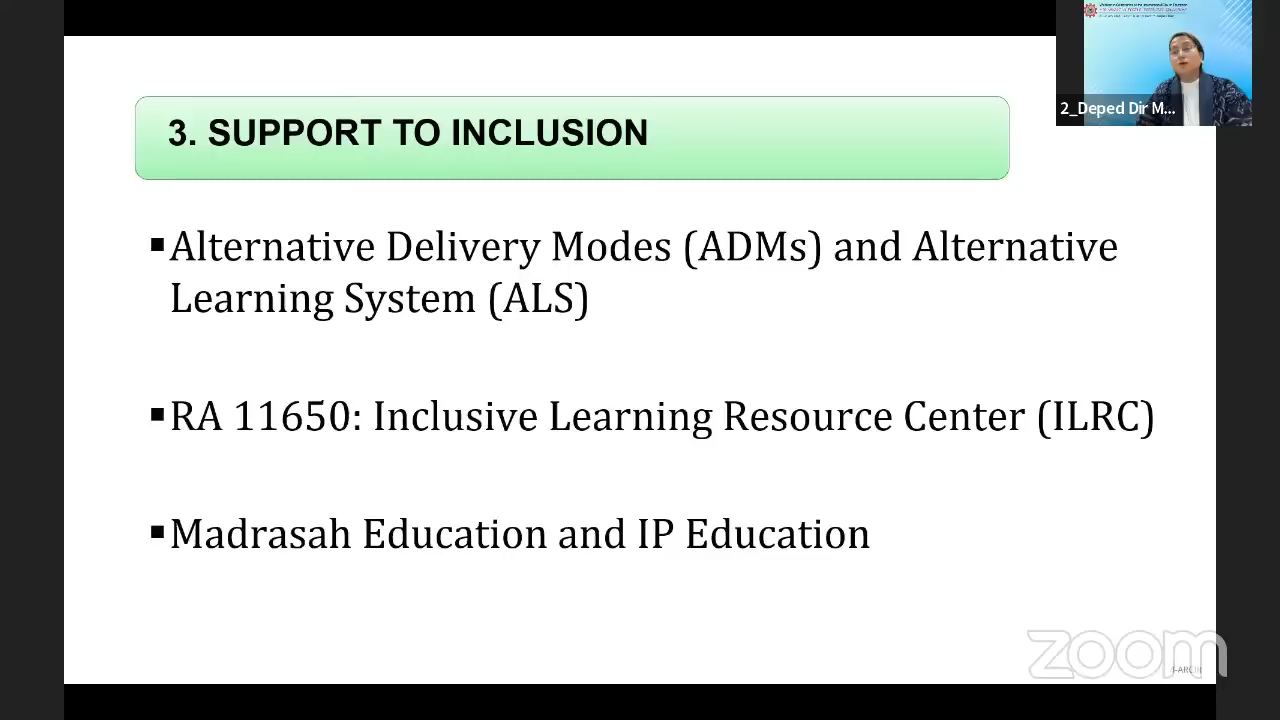 3. SUPPORT TO INCLUSION
2_Deped Dir M...
▪Alternative Delivery Modes (ADMs) and Alternative
Learning System (ALS)
▪RA 11650: Inclusive Learning Resource Center (ILRC)
▪Madrasah Education and IP Education
zoom